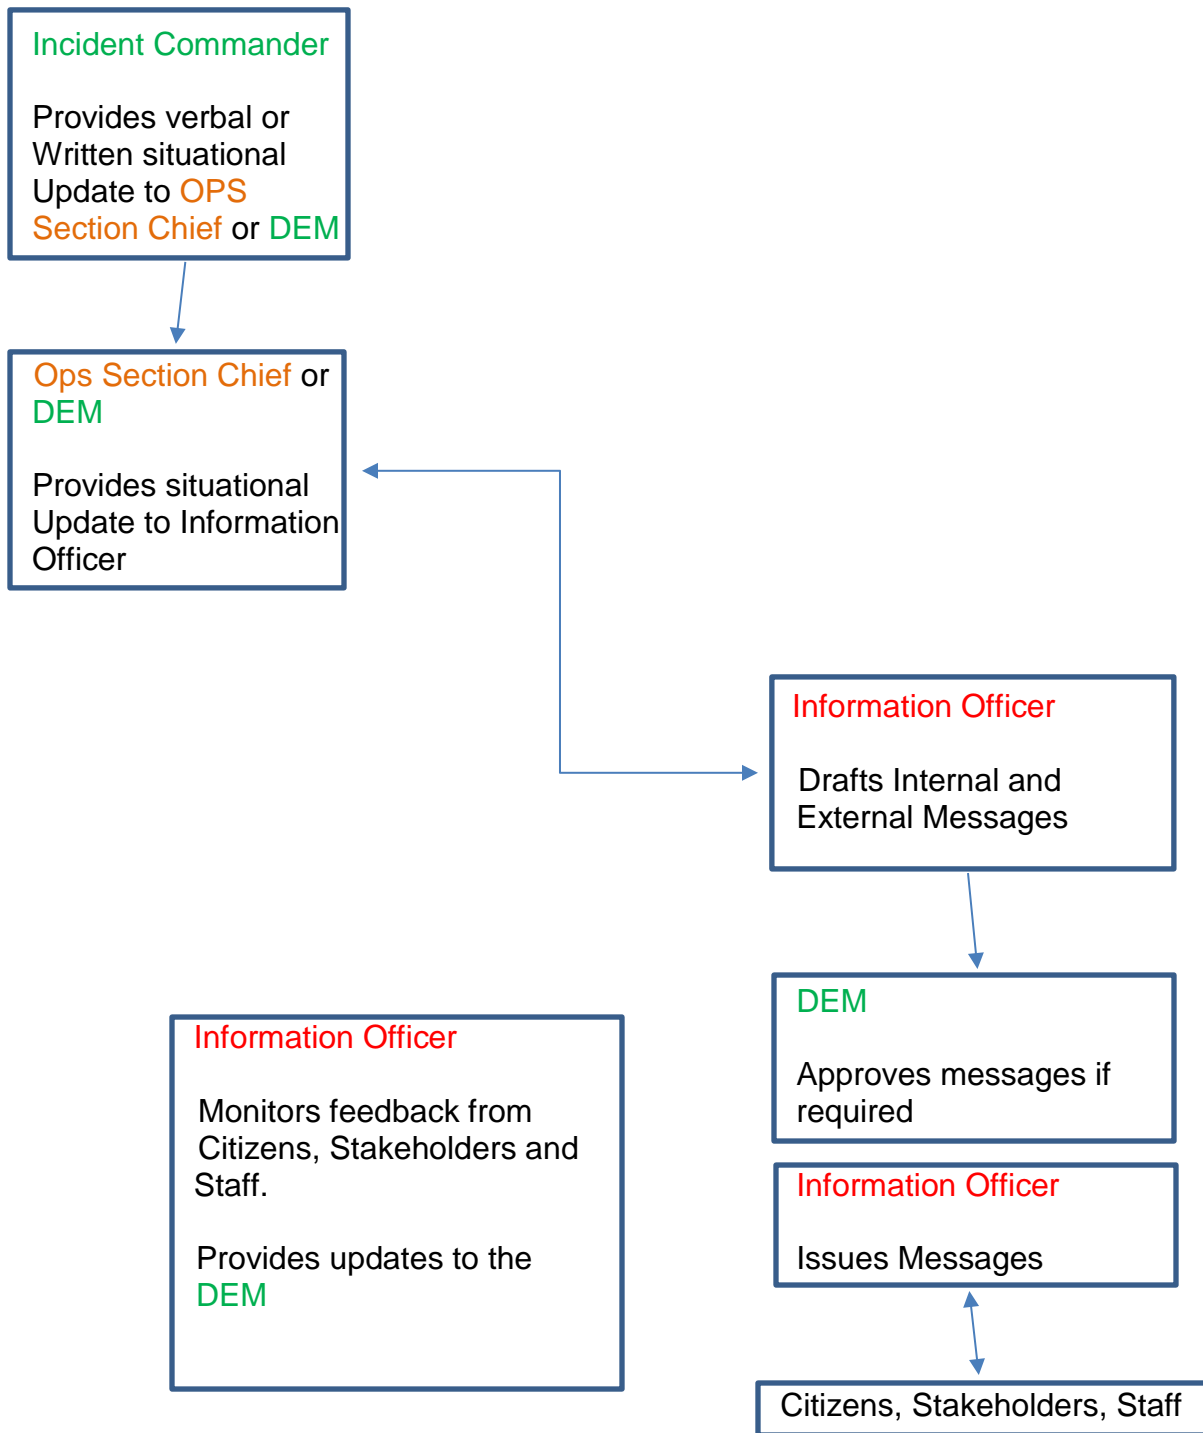 Incident Commander
Provides verbal or
Written situational
Update to OPS
Section Chief or DEM
Ops Section Chief or
DEM
Provides situational
Update to Information
Officer
Information Officer
Drafts Internal and
External Messages
DEM
Approves messages if
required
Information Officer
Issues Messages
Citizens, Stakeholders, Staff
Information Officer
Monitors feedback from
Citizens, Stakeholders and
Staff.
Provides updates to the
DEM